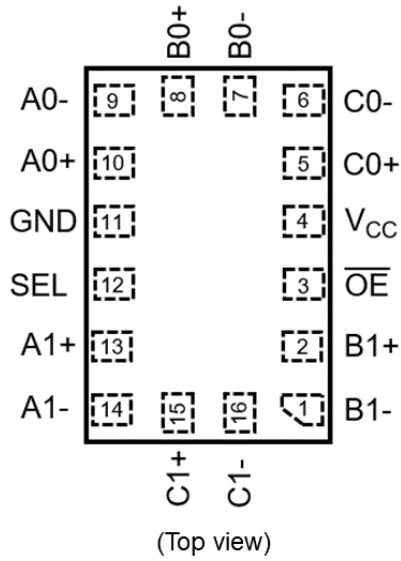 B0+ B0-
A0- 9 8 7 6 C0-
A0+ 10 5 C0+
GND 11 4 VCC
SEL 12 3 O̅E̅
A1+ 13 2 B1+
A1- 14 15 16 1 B1-
C1+ C1-
(Top view)